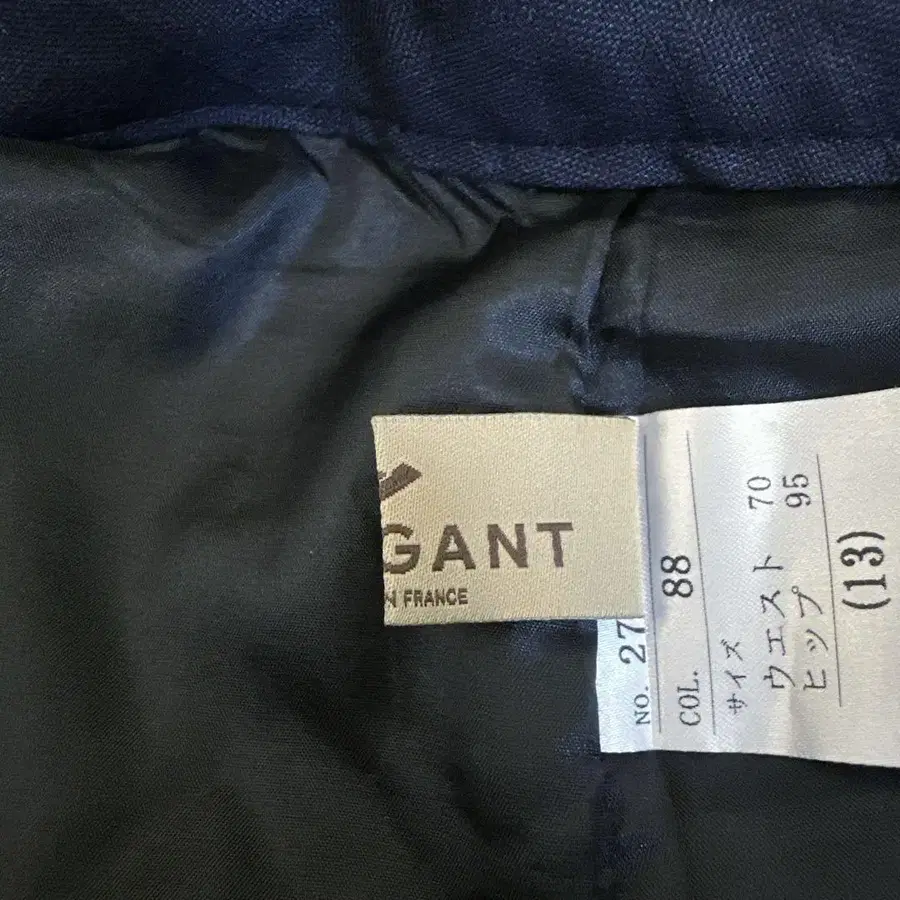 GANT
N FRANCE
NO. 27
COL. 88
サイズ
ウエスト 70
ヒップ 95
(13)